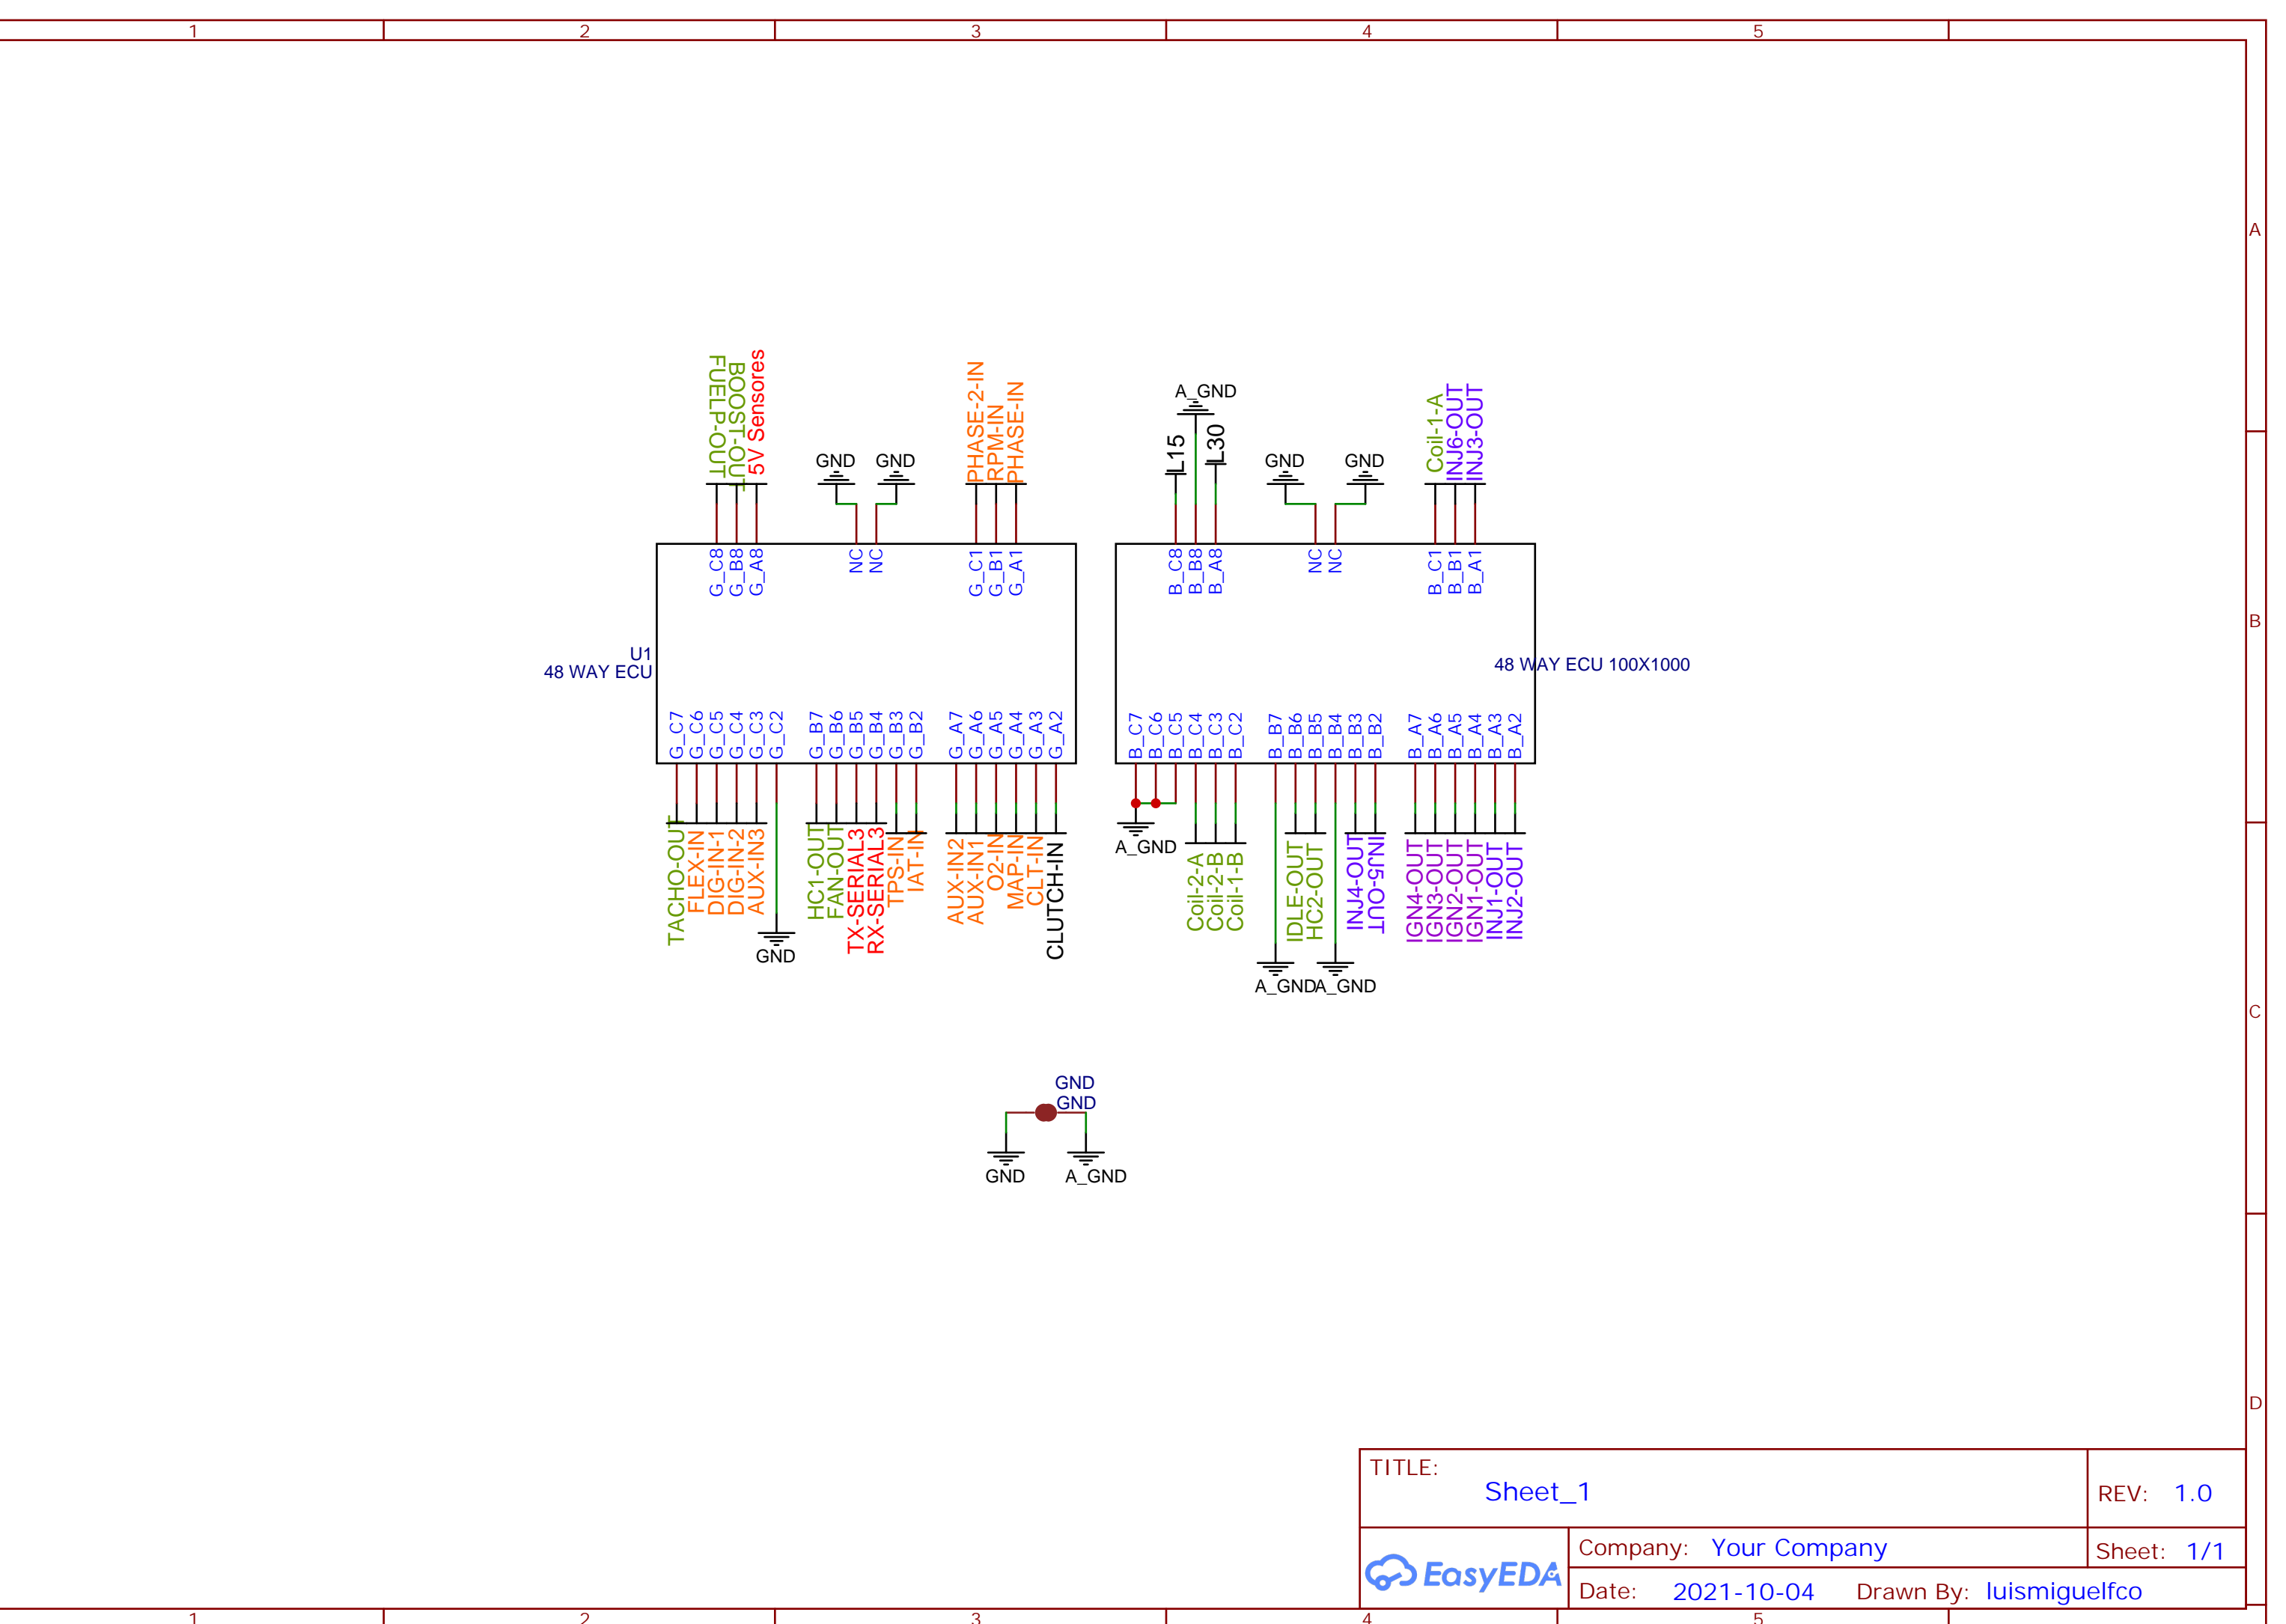 1 2 3 4 5
A
B
C
D
FUELP-OUT
BOOST-OUT
5V Sensores
GND
GND
PHASE-2-IN
RPM-IN
PHASE-IN
A_GND
L15
L30
GND
GND
Coil-1-A
INJ6-OUT
INJ3-OUT
G_C8
G_B8
G_A8
NC
NC
G_C1
G_B1
G_A1
B_C8
B_B8
B_A8
NC
NC
B_C1
B_B1
B_A1
U1
48 WAY ECU
48 WAY ECU 100X1000
G_C7
G_C6
G_C5
G_C4
G_C3
G_C2
G_B7
G_B6
G_B5
G_B4
G_B3
G_B2
G_A7
G_A6
G_A5
G_A4
G_A3
G_A2
B_C7
B_C6
B_C5
B_C4
B_C3
B_C2
B_B7
B_B6
B_B5
B_B4
B_B3
B_B2
B_A7
B_A6
B_A5
B_A4
B_A3
B_A2
TACHO-OUT
FLEX-IN
DIG-IN-1
DIG-IN-2
AUX-IN3
GND
HC1-OUT
FAN-OUT
TX-SERIAL3
RX-SERIAL3
TPS-IN
IAT-IN
AUX-IN2
AUX-IN1
O2-IN
MAP-IN
CLT-IN
CLUTCH-IN
A_GND
Coil-2-A
Coil-2-B
Coil-1-B
A_GND
IDLE-OUT
HC2-OUT
A_GND
INJ4-OUT
INJ5-OUT
IGN4-OUT
IGN3-OUT
IGN2-OUT
IGN1-OUT
INJ1-OUT
INJ2-OUT
GND
GND
GND
A_GND
TITLE:
Sheet_1
REV: 1.0
EasyEDA
Company: Your Company
Sheet: 1/1
Date: 2021-10-04 Drawn By: luismiguelfco
1 2 3 4 5